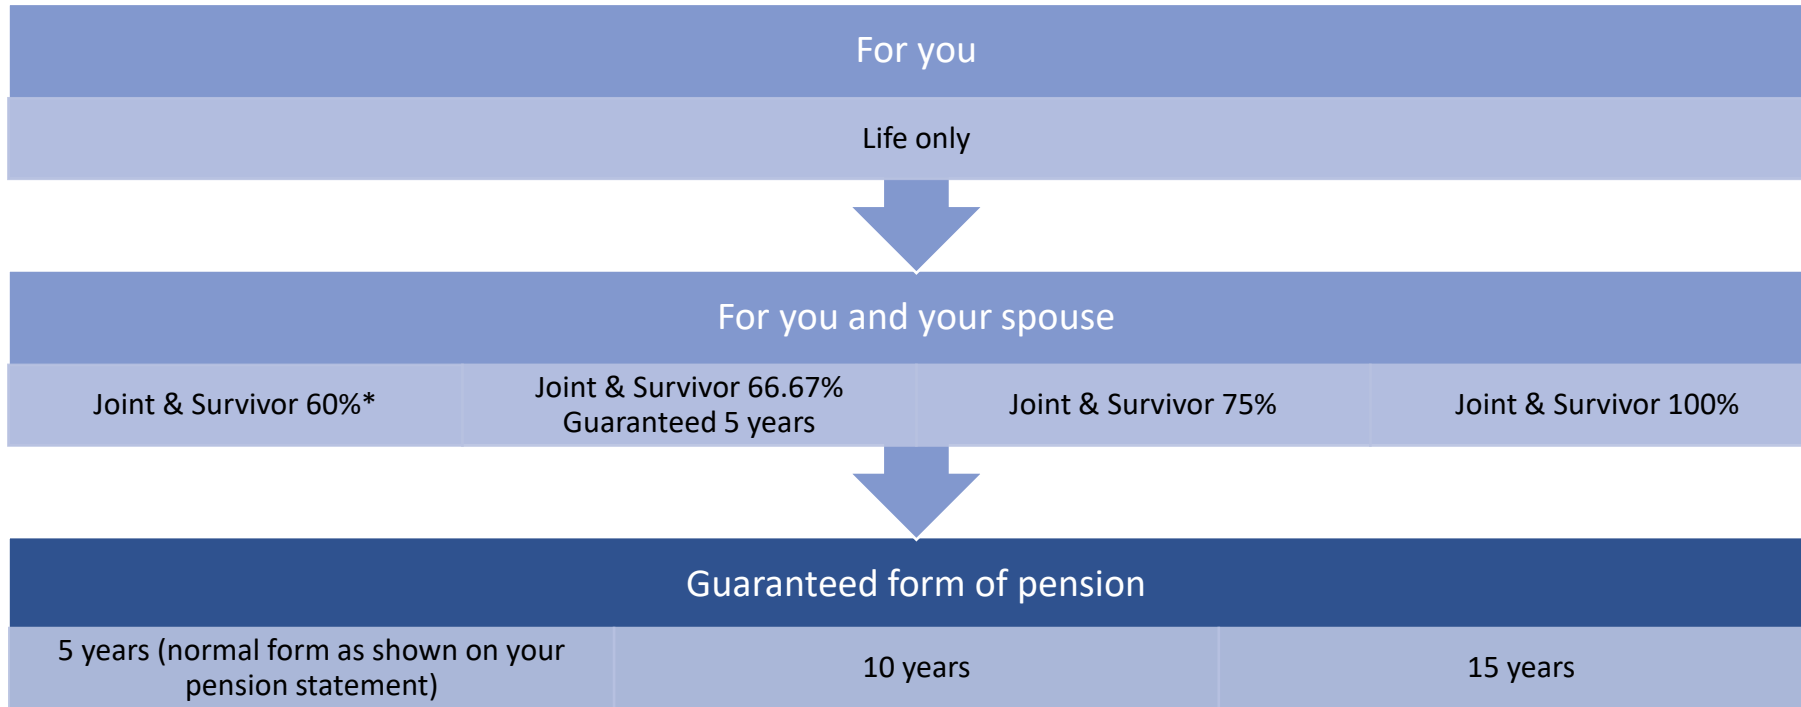 For you
Life only
For you and your spouse
Joint & Survivor 60%*
Joint & Survivor 66.67%
Guaranteed 5 years
Joint & Survivor 75%
Joint & Survivor 100%
Guaranteed form of pension
5 years (normal form as shown on your
pension statement)
10 years
15 years